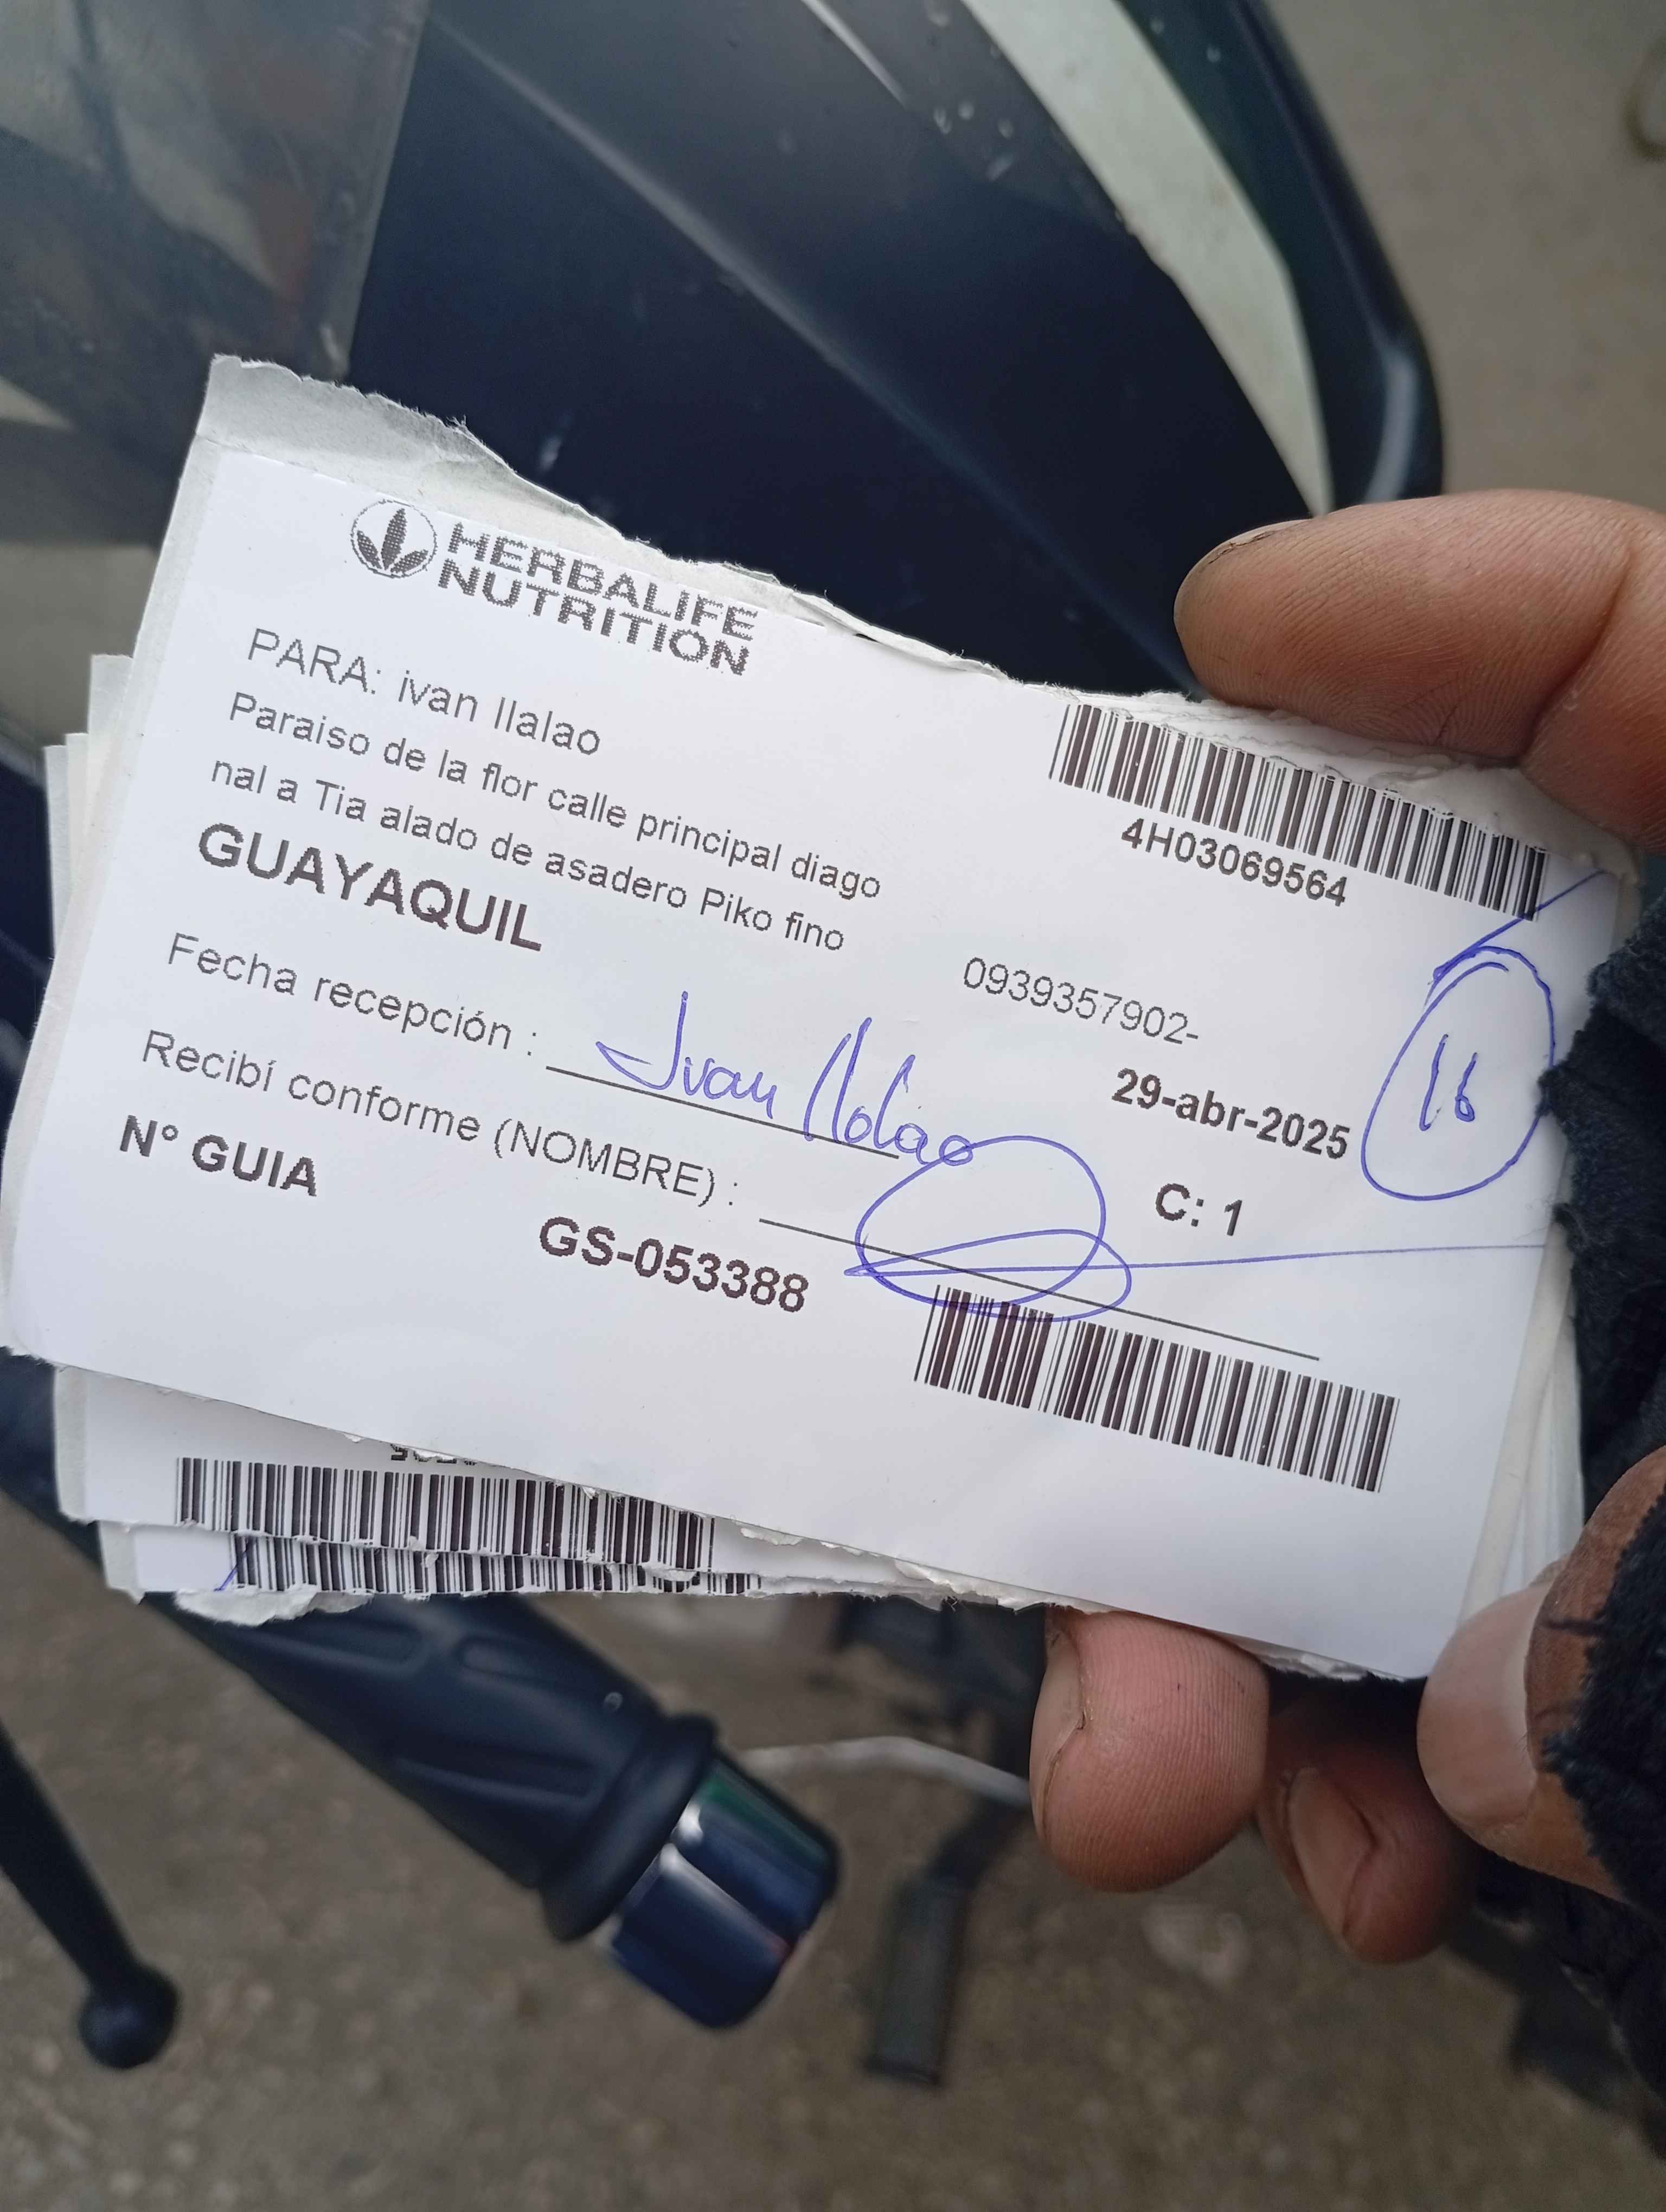 HERBALIFE
NUTRITION
PARA: ivan llalao
Paraiso de la flor calle principal diago
nal a Tia alado de asadero Piko fino
GUAYAQUIL
4H03069564
0939357902-
Fecha recepción : Ivan llalao
29-abr-2025
16
Recibí conforme (NOMBRE) :
C: 1
N° GUIA
GS-053388